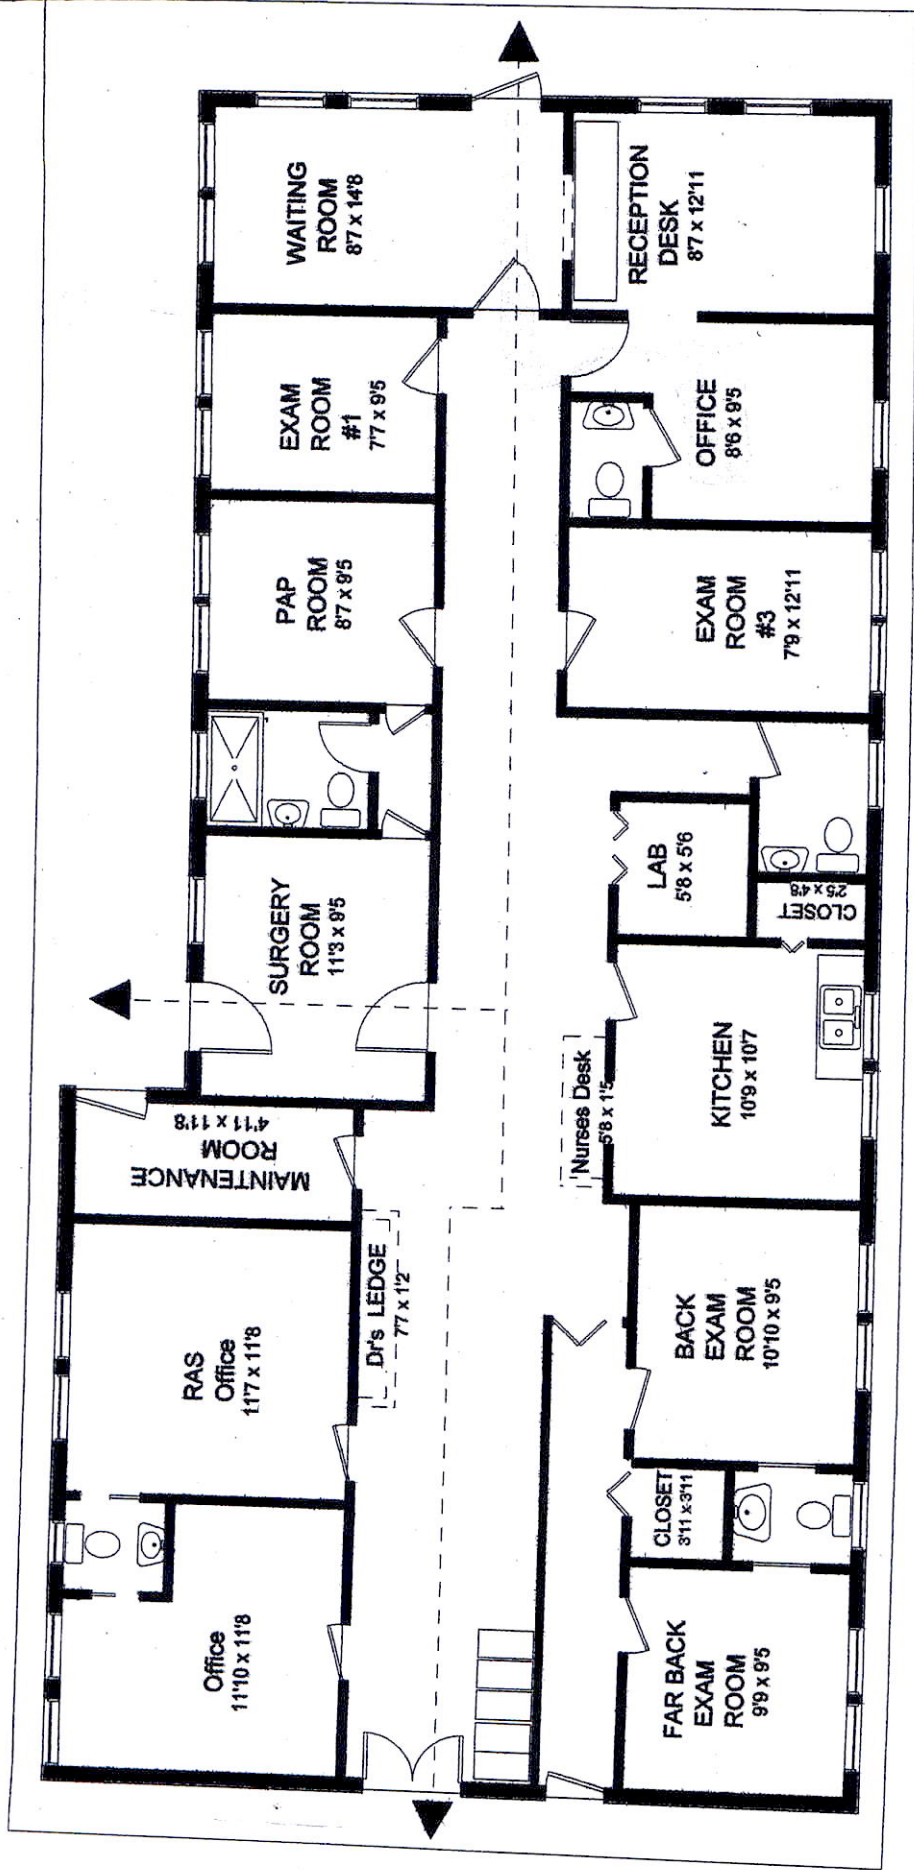 WAITING
ROOM
8'7 x 14'8
RECEPTION
DESK
8'7 x 12'11
EXAM
ROOM
#1
7'7 x 9'5
OFFICE
8'6 x 9'5
PAP
ROOM
8'7 x 9'5
EXAM
ROOM
#3
7'9 x 12'11
SURGERY
ROOM
11'3 x 9'5
LAB
5'8 x 5'6
CLOSET
2'5 x 4'8
KITCHEN
10'9 x 10'7
Nurses Desk
5'8 x 1'5
MAINTENANCE
ROOM
4'11 x 11'8
RAS
Office
11'7 x 11'8
Dr's LEDGE
7'7 x 1'2
BACK
EXAM
ROOM
10'10 x 9'5
CLOSET
3'11 x 3'11
Office
11'10 x 11'8
FAR BACK
EXAM
ROOM
9'9 x 9'5